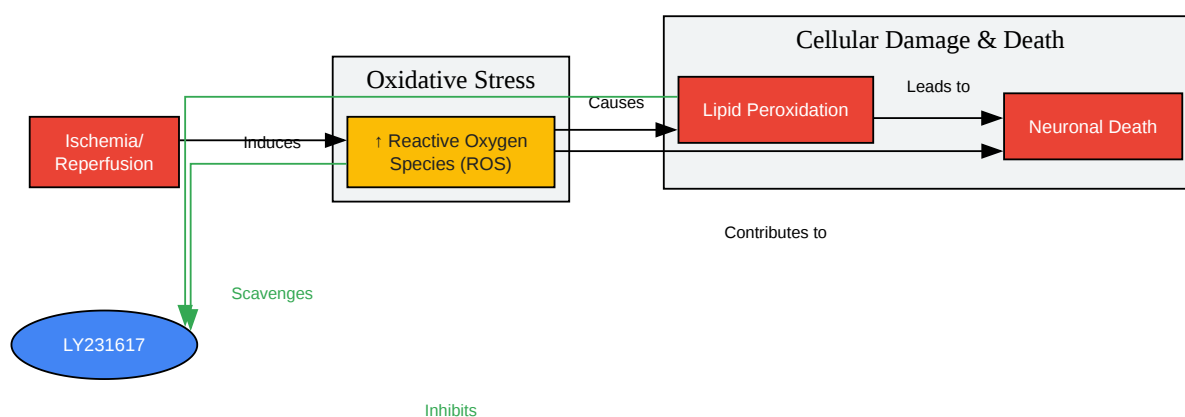 Cellular Damage & Death
Oxidative Stress
Lipid Peroxidation
Leads to
Causes
Neuronal Death
Ischemia/
Reperfusion
Induces
↑ Reactive Oxygen
Species (ROS)
Contributes to
Scavenges
LY231617
Inhibits